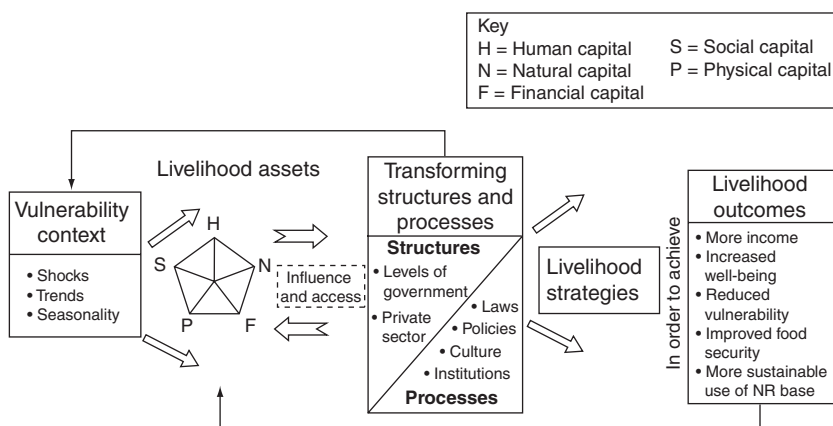 Key
H = Human capital
S = Social capital
N = Natural capital
P = Physical capital
F = Financial capital
Livelihood assets
Vulnerability
context
• Shocks
• Trends
• Seasonality
H
S
N
P
F
Influence
and access
Transforming
structures and
processes
Structures
• Levels of
government
• Private
sector
• Laws
• Policies
• Culture
• Institutions
Processes
Livelihood
strategies
In order to achieve
Livelihood
outcomes
• More income
• Increased
well-being
• Reduced
vulnerability
• Improved food
security
• More sustainable
use of NR base